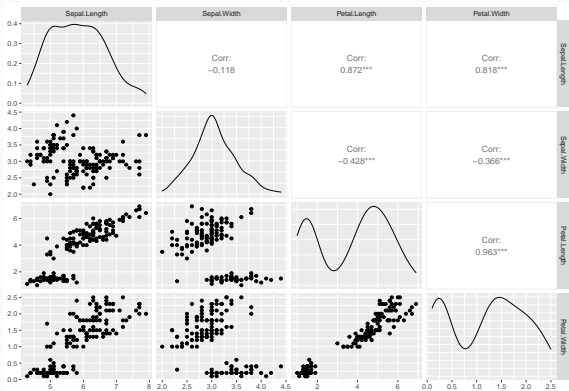 Sepal.Length Sepal.Width Petal.Length Petal.Width
0.4
0.3
0.2
0.1
0.0
Corr:
−0.118
Corr:
0.872***
Corr:
0.818***
Sepal.Length
4.5
4.0
3.5
3.0
2.5
2.0
Corr:
−0.428***
Corr:
−0.366***
Sepal.Width
6
4
2
Corr:
0.963***
Petal.Length
2.5
2.0
1.5
1.0
0.5
0.0
Petal.Width
5 6 7 8 2.0 2.5 3.0 3.5 4.0 4.5 2 4 6 0.0 0.5 1.0 1.5 2.0 2.5